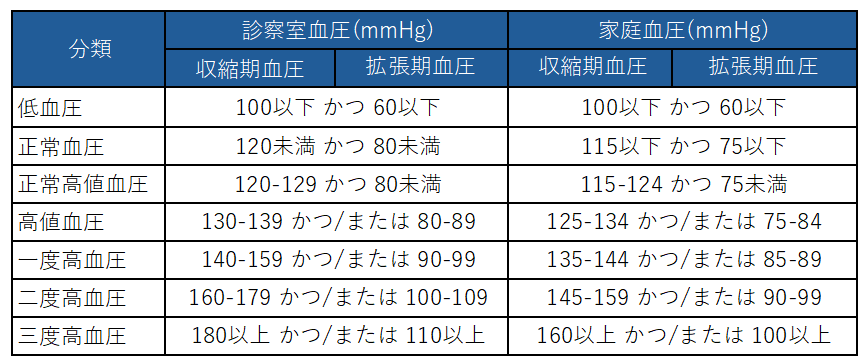 分類 診察室血圧(mmHg) 家庭血圧(mmHg)
収縮期血圧 拡張期血圧 収縮期血圧 拡張期血圧
低血圧 100以下 かつ 60以下 100以下 かつ 60以下
正常血圧 120未満 かつ 80未満 115以下 かつ 75以下
正常高値血圧 120-129 かつ 80未満 115-124 かつ 75未満
高値血圧 130-139 かつ/または 80-89 125-134 かつ/または 75-84
一度高血圧 140-159 かつ/または 90-99 135-144 かつ/または 85-89
二度高血圧 160-179 かつ/または 100-109 145-159 かつ/または 90-99
三度高血圧 180以上 かつ/または 110以上 160以上 かつ/または 100以上